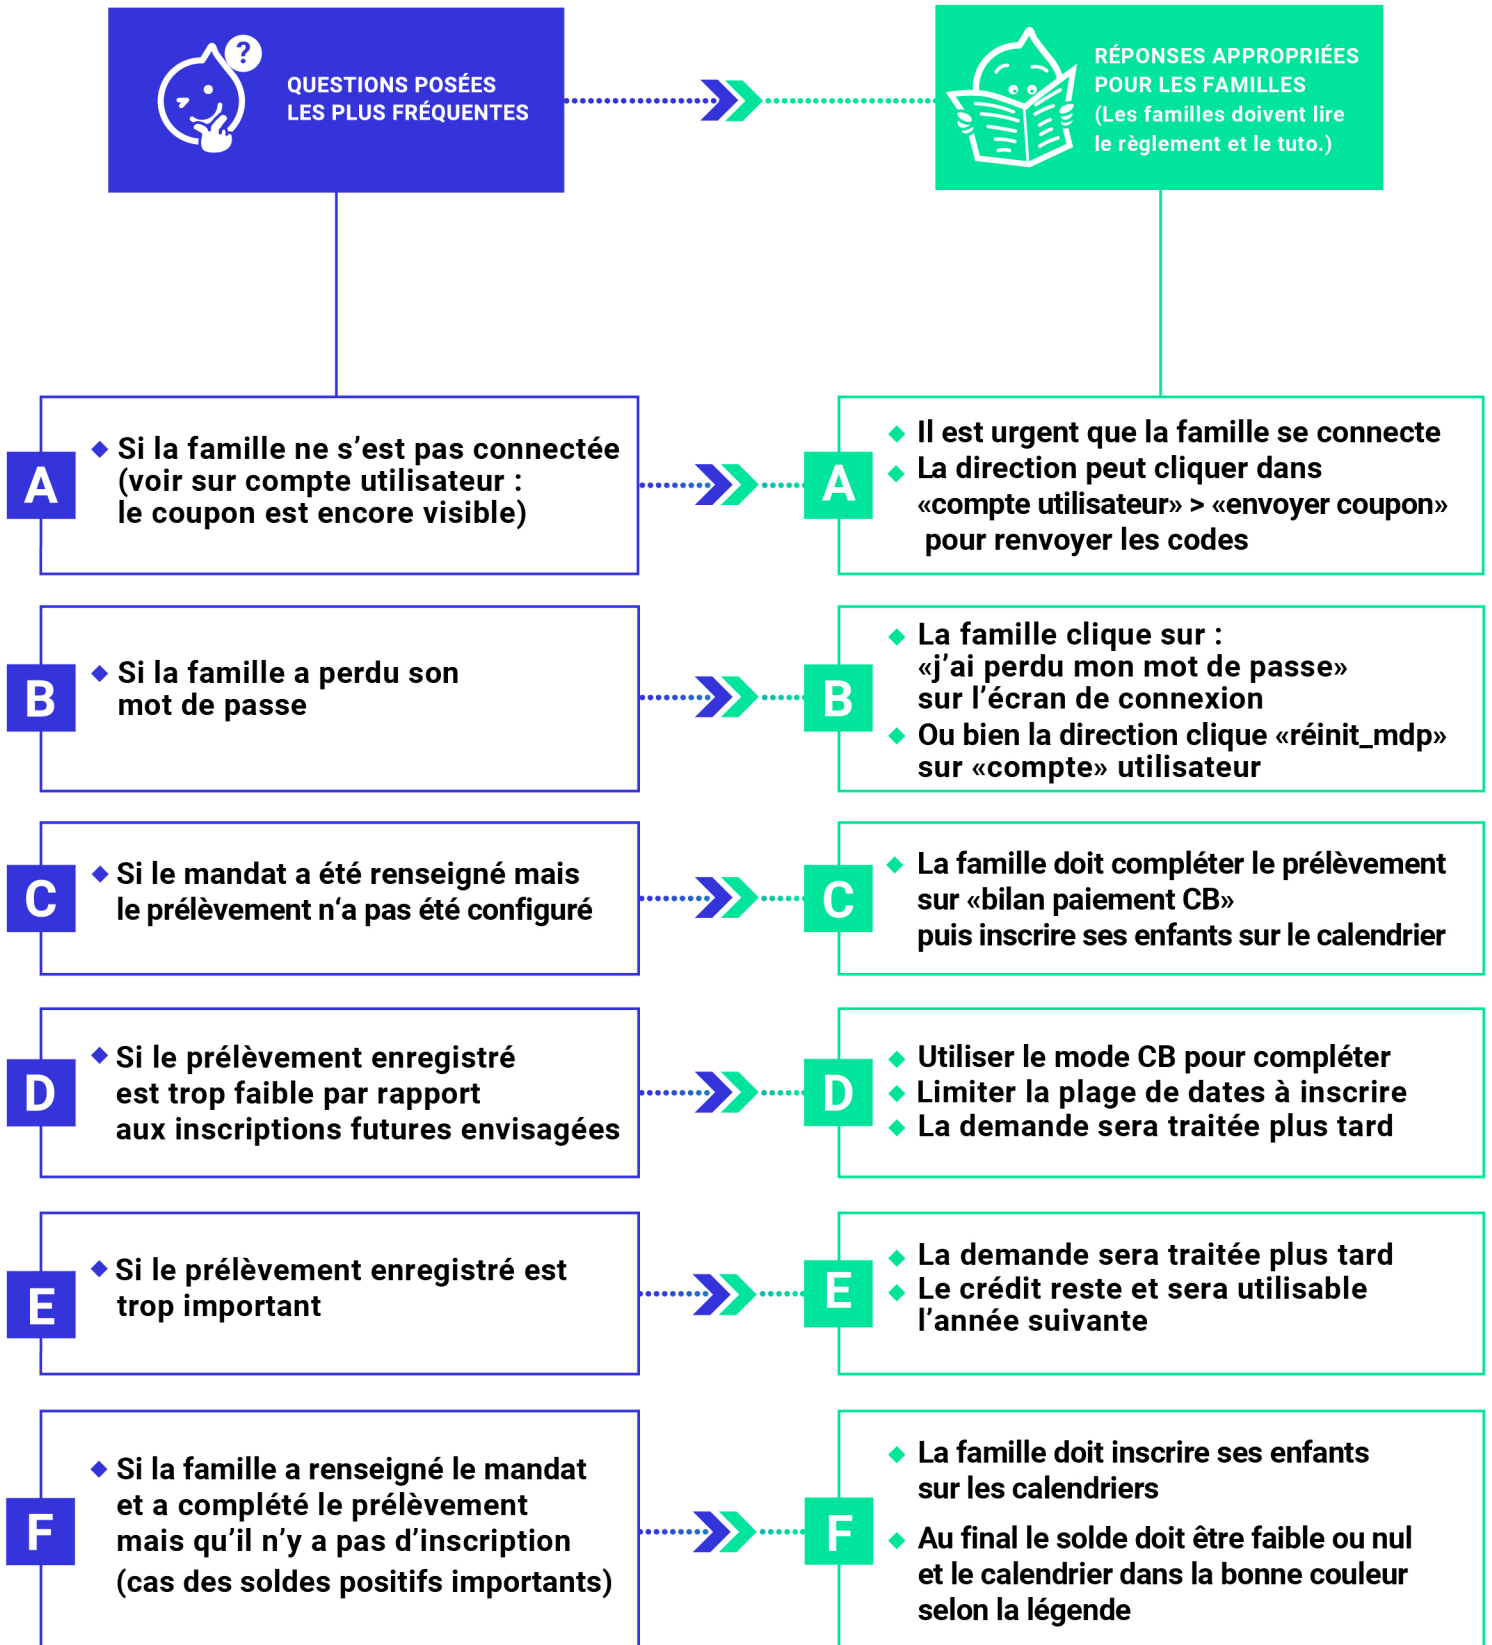 ?
QUESTIONS POSÉES
LES PLUS FRÉQUENTES
RÉPONSES APPROPRIÉES
POUR LES FAMILLES
(Les familles doivent lire
le règlement et le tuto.)
A
Si la famille ne s’est pas connectée
(voir sur compte utilisateur :
le coupon est encore visible)
A
Il est urgent que la famille se connecte
La direction peut cliquer dans
«compte utilisateur» > «envoyer coupon»
pour renvoyer les codes
B
Si la famille a perdu son
mot de passe
B
La famille clique sur :
«j’ai perdu mon mot de passe»
sur l’écran de connexion
Ou bien la direction clique «réinit_mdp»
sur «compte» utilisateur
C
Si le mandat a été renseigné mais
le prélèvement n‘a pas été configuré
C
La famille doit compléter le prélèvement
sur «bilan paiement CB»
puis inscrire ses enfants sur le calendrier
D
Si le prélèvement enregistré
est trop faible par rapport
aux inscriptions futures envisagées
D
Utiliser le mode CB pour compléter
Limiter la plage de dates à inscrire
La demande sera traitée plus tard
E
Si le prélèvement enregistré est
trop important
E
La demande sera traitée plus tard
Le crédit reste et sera utilisable
l’année suivante
F
Si la famille a renseigné le mandat
et a complété le prélèvement
mais qu’il n’y a pas d’inscription
(cas des soldes positifs importants)
F
La famille doit inscrire ses enfants
sur les calendriers
Au final le solde doit être faible ou nul
et le calendrier dans la bonne couleur
selon la légende